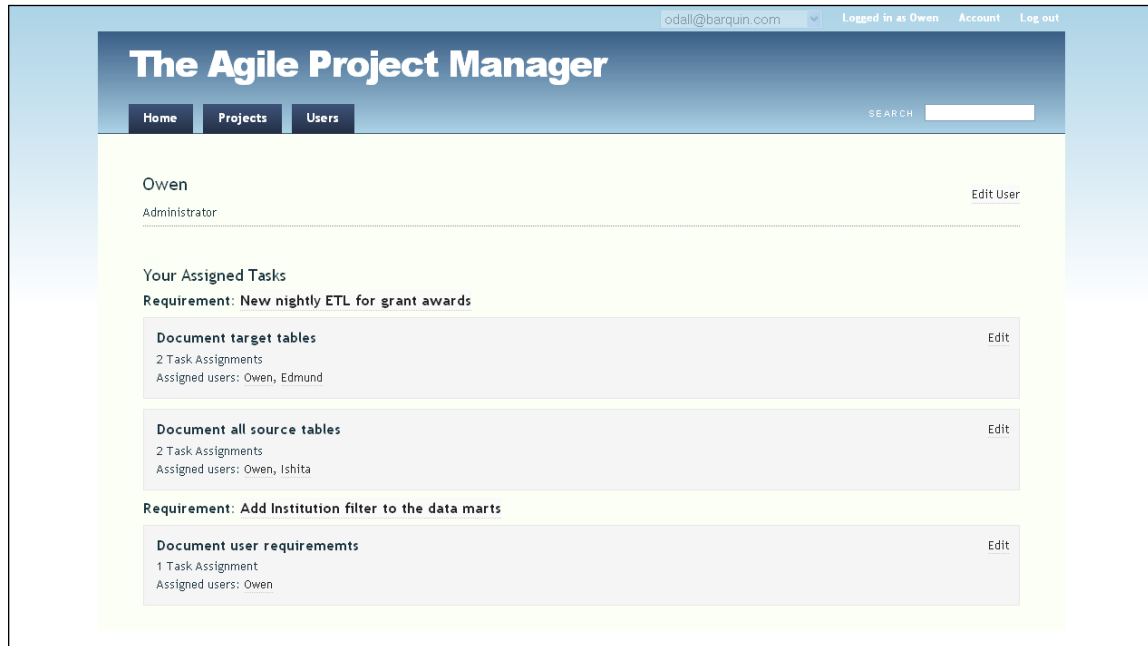 odall@barquin.com Logged in as Owen Account Log out
The Agile Project Manager
Home Projects Users SEARCH
Owen
Edit User
Administrator
Your Assigned Tasks
Requirement: New nightly ETL for grant awards
Document target tables Edit
2 Task Assignments
Assigned users: Owen, Edmund
Document all source tables Edit
2 Task Assignments
Assigned users: Owen, Ishita
Requirement: Add Institution filter to the data marts
Document user requirememts Edit
1 Task Assignment
Assigned users: Owen